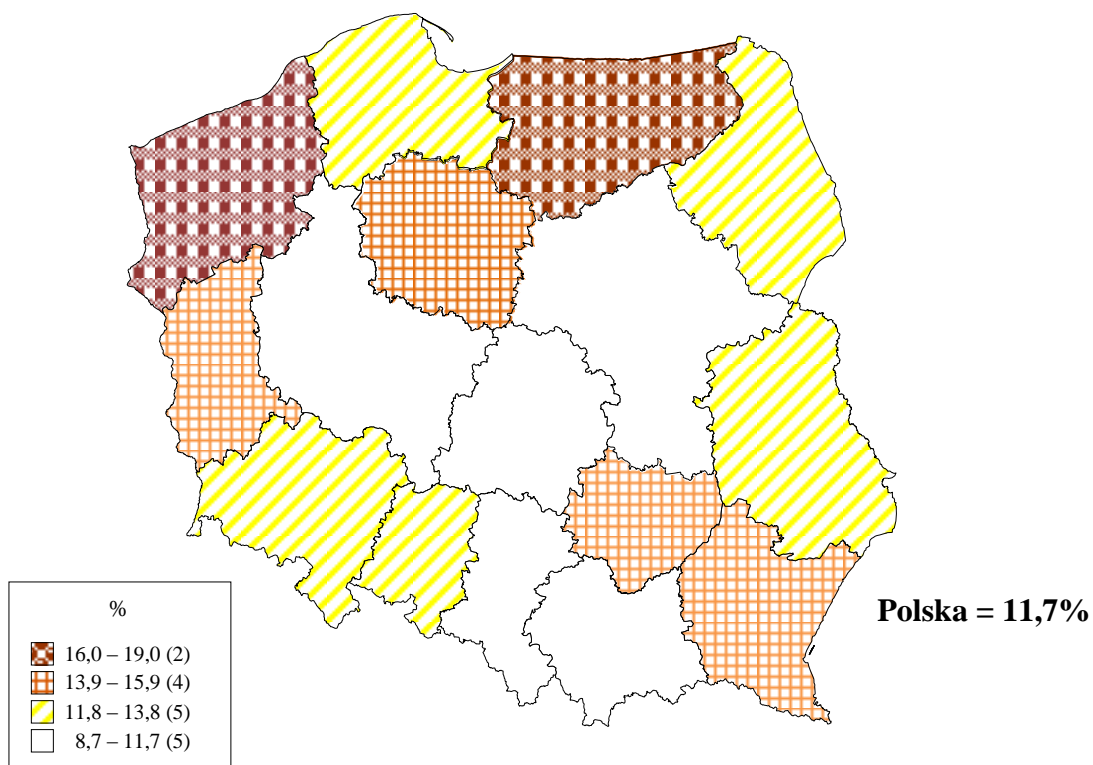 Polska = 11,7%
%
16,0 – 19,0 (2)
13,9 – 15,9 (4)
11,8 – 13,8 (5)
8,7 – 11,7 (5)